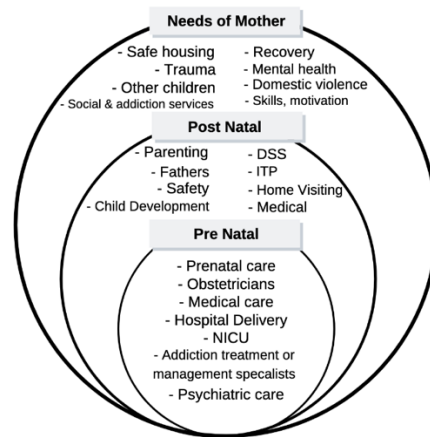 Needs of Mother
- Safe housing
- Trauma
- Other children
- Social & addiction services
- Recovery
- Mental health
- Domestic violence
- Skills, motivation
Post Natal
- Parenting
- Fathers
- Safety
- Child Development
- DSS
- ITP
- Home Visiting
- Medical
Pre Natal
- Prenatal care
- Obstetricians
- Medical care
- Hospital Delivery
- NICU
- Addiction treatment or
management specalists
- Psychiatric care